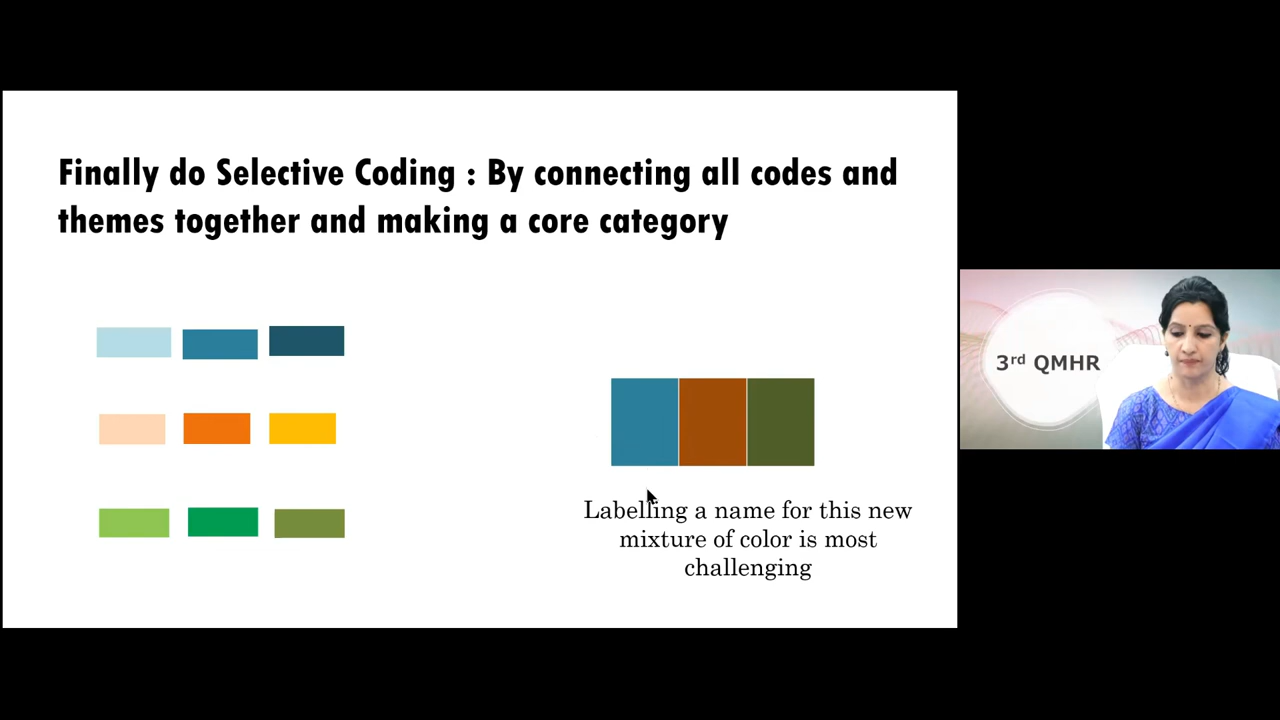 Finally do Selective Coding : By connecting all codes and
themes together and making a core category
3rd QMHR
Labelling a name for this new
mixture of color is most
challenging